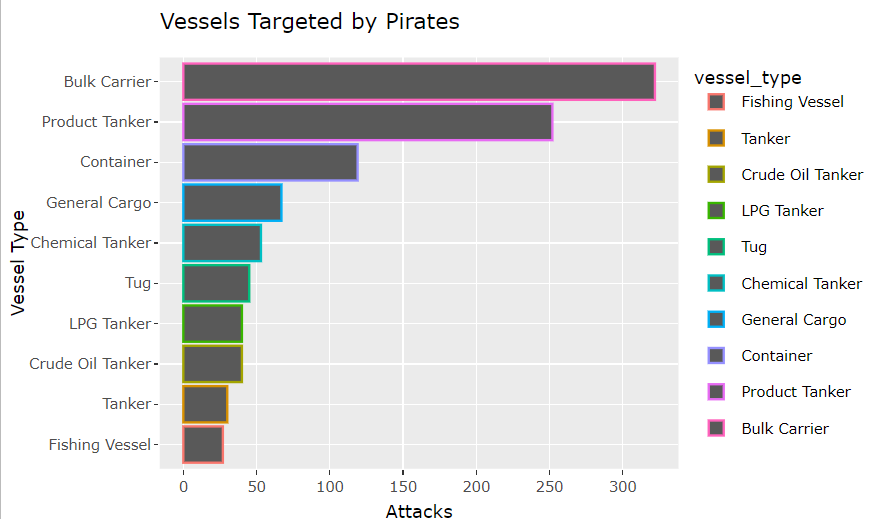 Vessels Targeted by Pirates
Vessel Type
Bulk Carrier
Product Tanker
Container
General Cargo
Chemical Tanker
Tug
LPG Tanker
Crude Oil Tanker
Tanker
Fishing Vessel
0 50 100 150 200 250 300
Attacks
vessel_type
Fishing Vessel
Tanker
Crude Oil Tanker
LPG Tanker
Tug
Chemical Tanker
General Cargo
Container
Product Tanker
Bulk Carrier